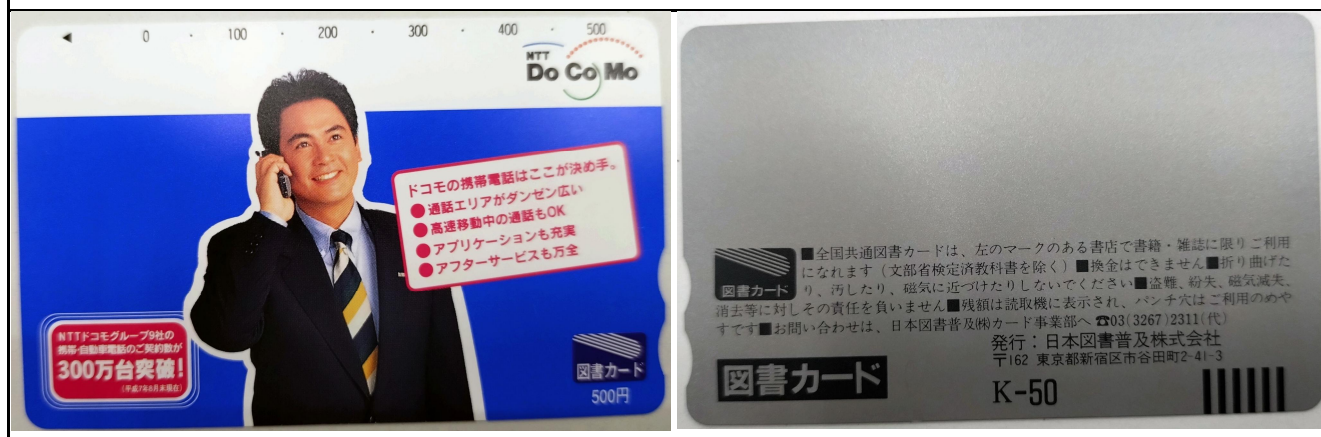 ◀ 0 ・ 100 ・ 200 ・ 300 ・ 400 ・ 500
NTT
DoCoMo
ドコモの携帯電話はここが決め手。
●通話エリアがダンゼン広い
●高速移動中の通話もOK
●アプリケーションも充実
●アフターサービスも万全
NTTドコモグループ9社の
携帯・自動車電話のご契約数が
300万台突破!
(平成7年8月末現在)
図書カード
500円
■全国共通図書カードは、左のマークのある書店で書籍・雑誌に限りご利用
になれます(文部省検定済教科書を除く)■換金はできません■折り曲げた
り、汚したり、磁気に近づけたりしないでください■盗難、紛失、磁気滅失、
図書カード
消去等に対しその責任を負いません■残額は読取機に表示され、パンチ穴はご利用のめや
すです■お問い合わせは、日本図書普及㈱カード事業部へ ☎03(3267)2311(代)
発行:日本図書普及株式会社
〒162 東京都新宿区市谷田町2-41-3
図書カード
K-50